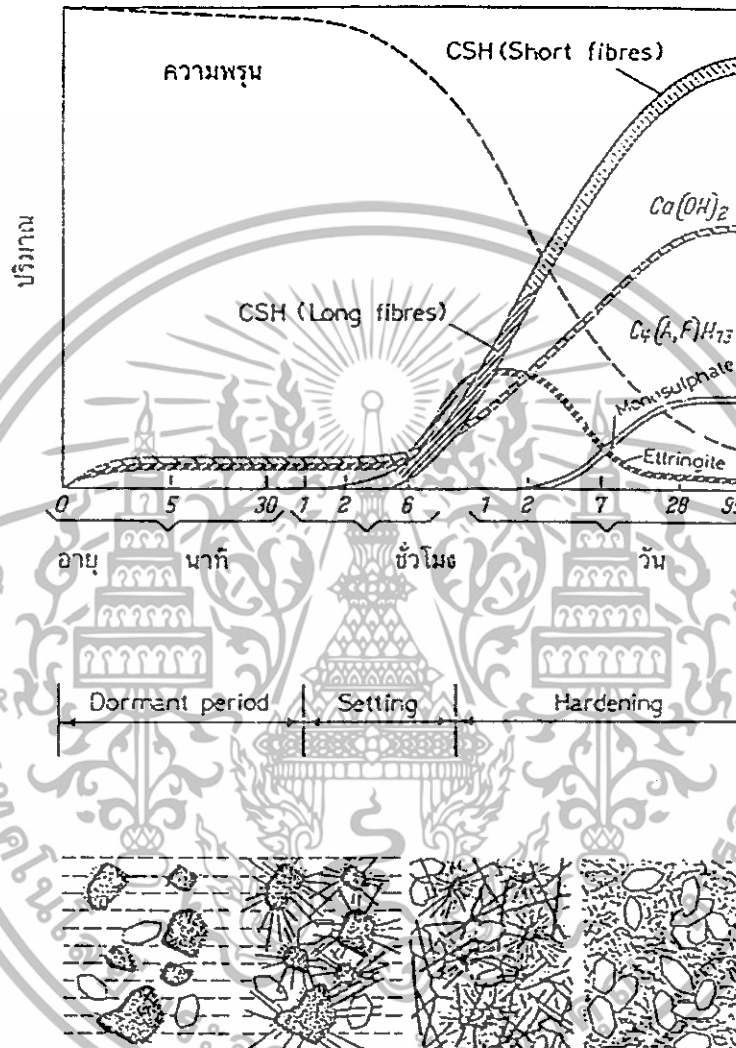 ความพรุน
CSH (Short fibres)
ปริมาณ
Ca(OH)2
CSH (Long fibres)
C4(A,F)H13
Monosulphate
Ettringite
0 5 30 1 2 6 1 2 7 28
อายุ นาที ชั่วโมง วัน
Dormant period Setting Hardening